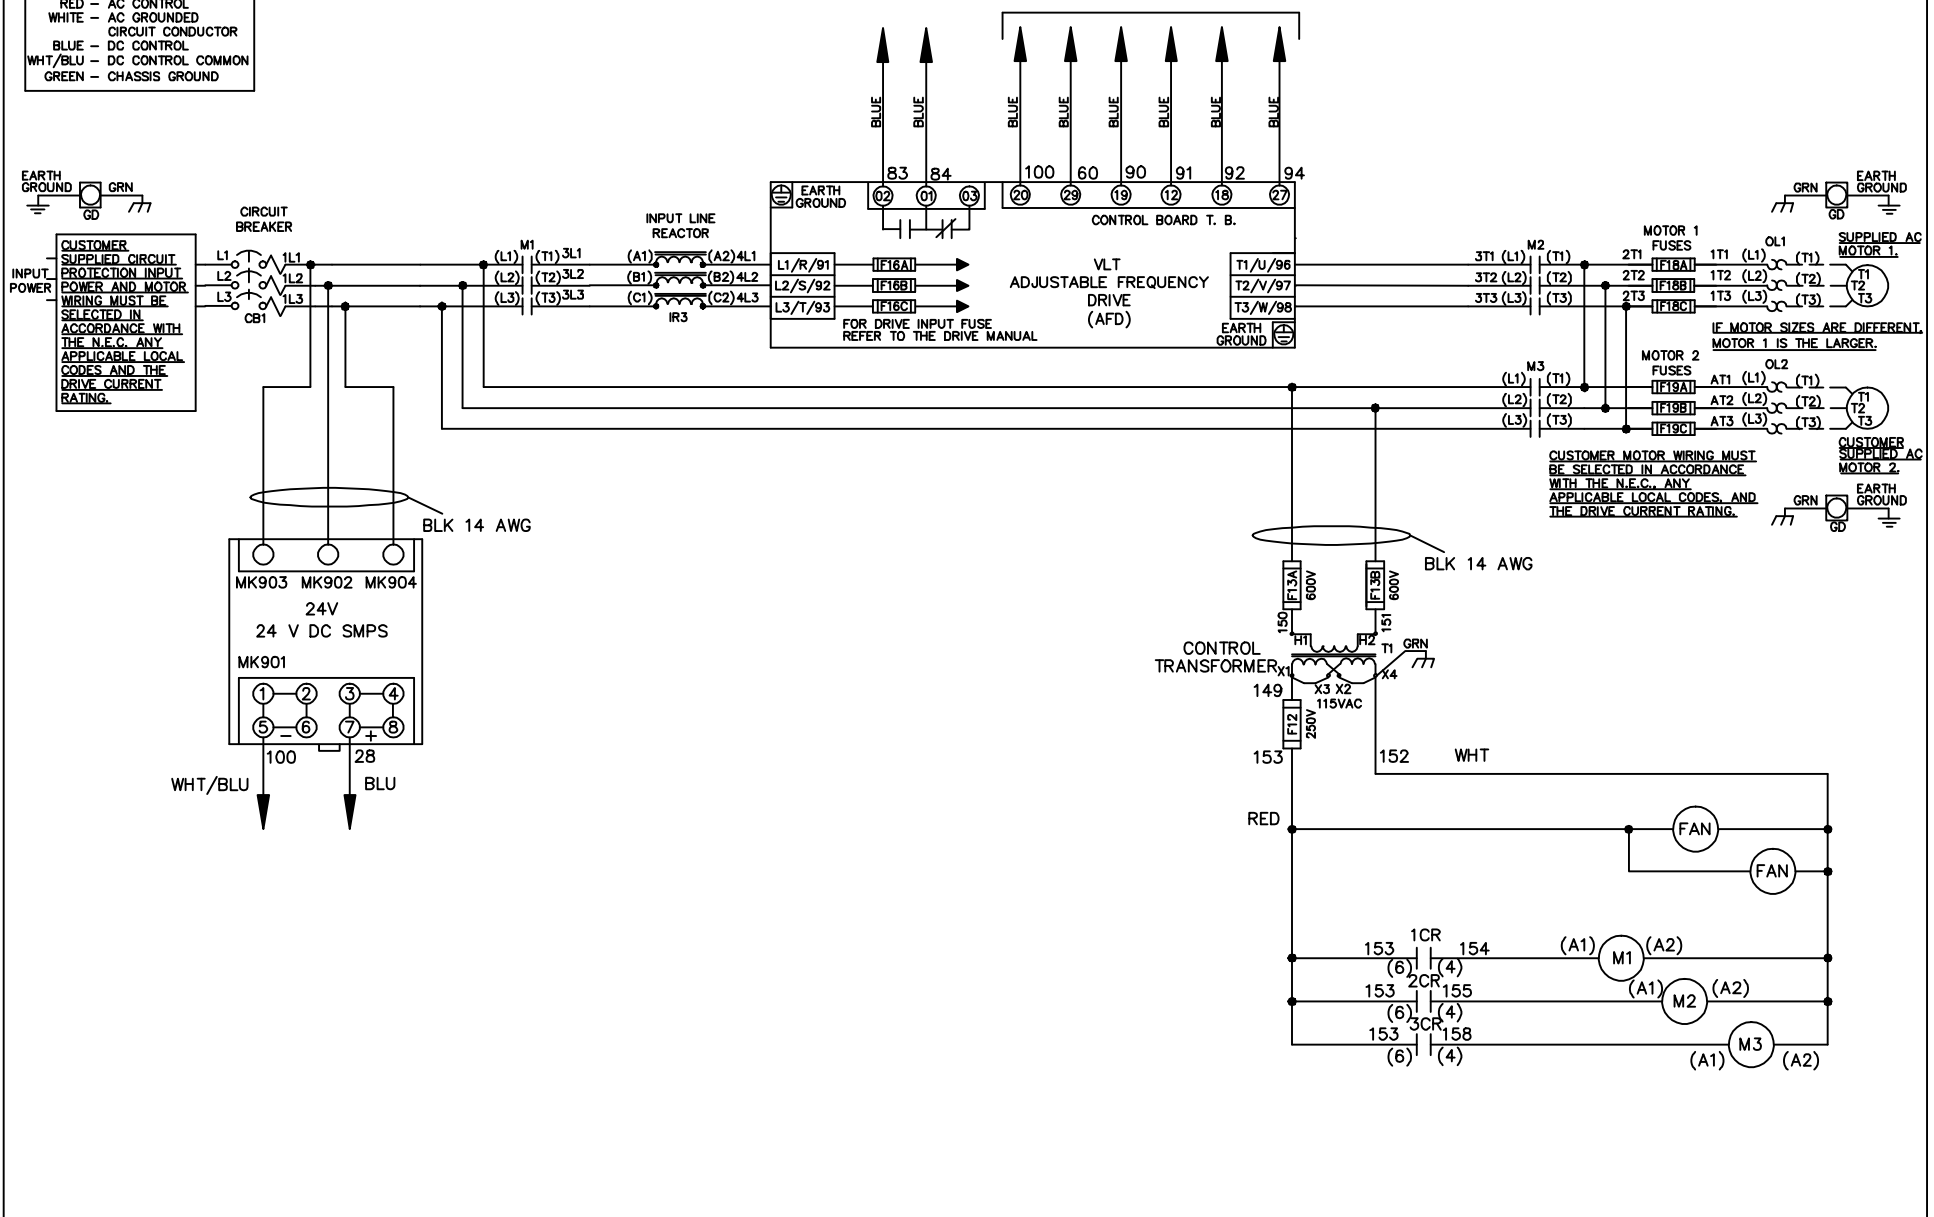 RED – AC CONTROL
WHITE – AC GROUNDED
CIRCUIT CONDUCTOR
BLUE – DC CONTROL
WHT/BLU – DC CONTROL COMMON
GREEN – CHASSIS GROUND
BLUE BLUE BLUE BLUE BLUE BLUE BLUE BLUE
83 84 100 60 90 91 92 94
EARTH
GROUND
02 01 03 20 29 19 12 18 27
CONTROL BOARD T. B.
EARTH
GROUND GRN
GD
CIRCUIT
BREAKER
CUSTOMER
SUPPLIED CIRCUIT
PROTECTION INPUT
POWER AND MOTOR
WIRING MUST BE
SELECTED IN
ACCORDANCE WITH
THE N.E.C. ANY
APPLICABLE LOCAL
CODES AND THE
DRIVE CURRENT
RATING.
INPUT
POWER
L1 1L1
L2 1L2
L3 1L3
CB1
M1
(L1) (T1) 3L1
(L2) (T2) 3L2
(L3) (T3) 3L3
INPUT LINE
REACTOR
(A1) (A2) 4L1
(B1) (B2) 4L2
(C1) (C2) 4L3
IR3
L1/R/91 F16A
L2/S/92 F16B
L3/T/93 F16C
FOR DRIVE INPUT FUSE
REFER TO THE DRIVE MANUAL
VLT
ADJUSTABLE FREQUENCY
DRIVE
(AFD)
T1/U/96
T2/V/97
T3/W/98
EARTH
GROUND
M2
3T1 (L1) (T1)
3T2 (L2) (T2)
3T3 (L3) (T3)
MOTOR 1
FUSES
2T1 F18A 1T1 (L1) (T1)
2T2 F18B 1T2 (L2) (T2)
2T3 F18C 1T3 (L3) (T3)
OL1
GRN EARTH
GROUND
GD
SUPPLIED AC
MOTOR 1.
T1
T2
T3
IF MOTOR SIZES ARE DIFFERENT,
MOTOR 1 IS THE LARGER.
M3
(L1) (T1)
(L2) (T2)
(L3) (T3)
MOTOR 2
FUSES
OL2
F19A AT1 (L1) (T1)
F19B AT2 (L2) (T2)
F19C AT3 (L3) (T3)
T1
T2
T3
CUSTOMER
SUPPLIED AC
MOTOR 2.
CUSTOMER MOTOR WIRING MUST
BE SELECTED IN ACCORDANCE
WITH THE N.E.C., ANY
APPLICABLE LOCAL CODES, AND
THE DRIVE CURRENT RATING.
GRN EARTH
GROUND
GD
BLK 14 AWG
MK903 MK902 MK904
24V
24 V DC SMPS
MK901
1 2 3 4
5 – 6 7 + 8
100 28
WHT/BLU BLU
BLK 14 AWG
F13A 600V F13B 600V
150 151
H1 H2
T1 GRN
CONTROL
TRANSFORMER
X1 X3 X2 X4
115VAC
149
F12 250V
153 152 WHT
RED
FAN
FAN
1CR
153 154 (A1) M1 (A2)
(6) (4)
2CR
153 155 (A1) M2 (A2)
(6) (4)
3CR
153 158 M3
(6) (4) (A1) (A2)